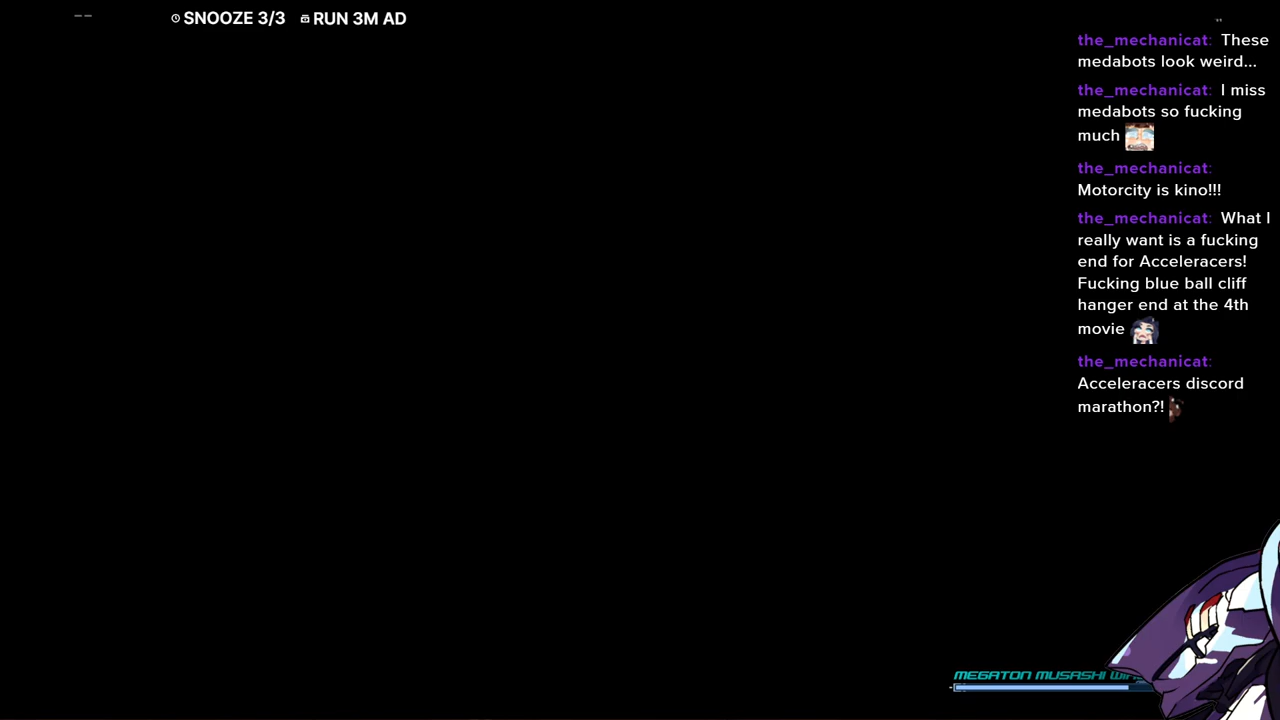 SNOOZE 3/3 RUN 3M AD
the_mechanicat: These
medabots look weird...
the_mechanicat: I miss
medabots so fucking
much
the_mechanicat:
Motorcity is kino!!!
the_mechanicat: What I
really want is a fucking
end for Acceleracers!
Fucking blue ball cliff
hanger end at the 4th
movie
the_mechanicat:
Acceleracers discord
marathon?!
MEGATON MUSASHI